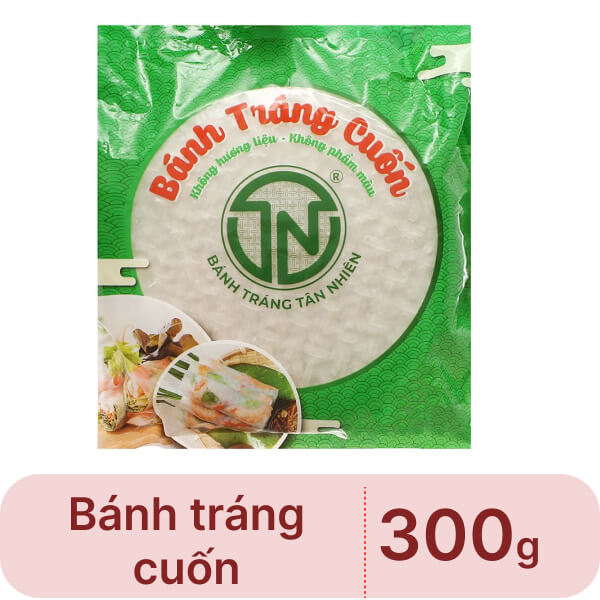 Bánh Tráng Cuốn
Không hương liệu - Không phẩm màu
®
TN
BÁNH TRÁNG TÂN NHIÊN
Bánh tráng
cuốn
300g